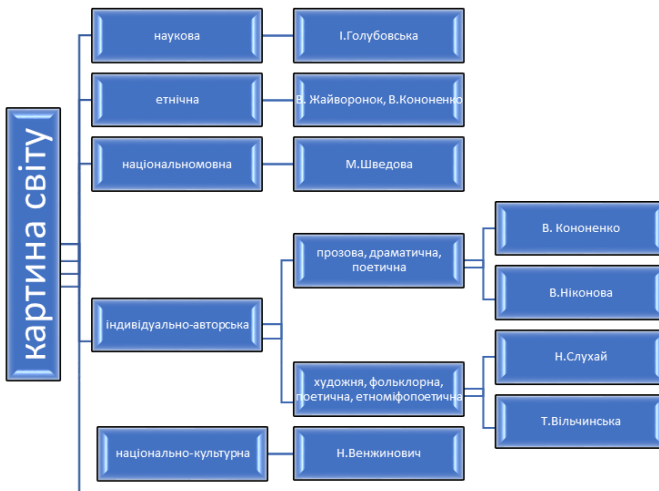 картина світу
наукова
І.Голубовська
етнічна
В. Жайворонок, В.Кононенко
національномовна
М.Шведова
індивідуально-авторська
прозова, драматична,
поетична
В. Кононенко
В.Ніконова
художня, фольклорна,
поетична, етноміфопоетична
Н.Слухай
Т.Вільчинська
національно-культурна
Н.Венжинович